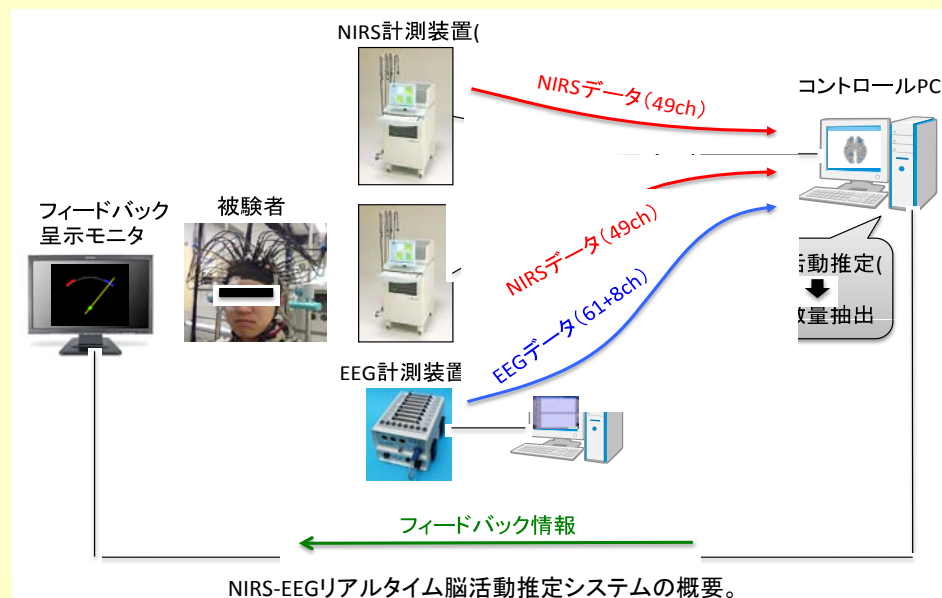 NIRS計測装置(
NIRSデータ(49ch)
コントロールPC
フィードバック
呈示モニタ
被験者
NIRSデータ(49ch)
EEGデータ(61+8ch)
活動推定(
徴量抽出
EEG計測装置
フィードバック情報
NIRS-EEGリアルタイム脳活動推定システムの概要。